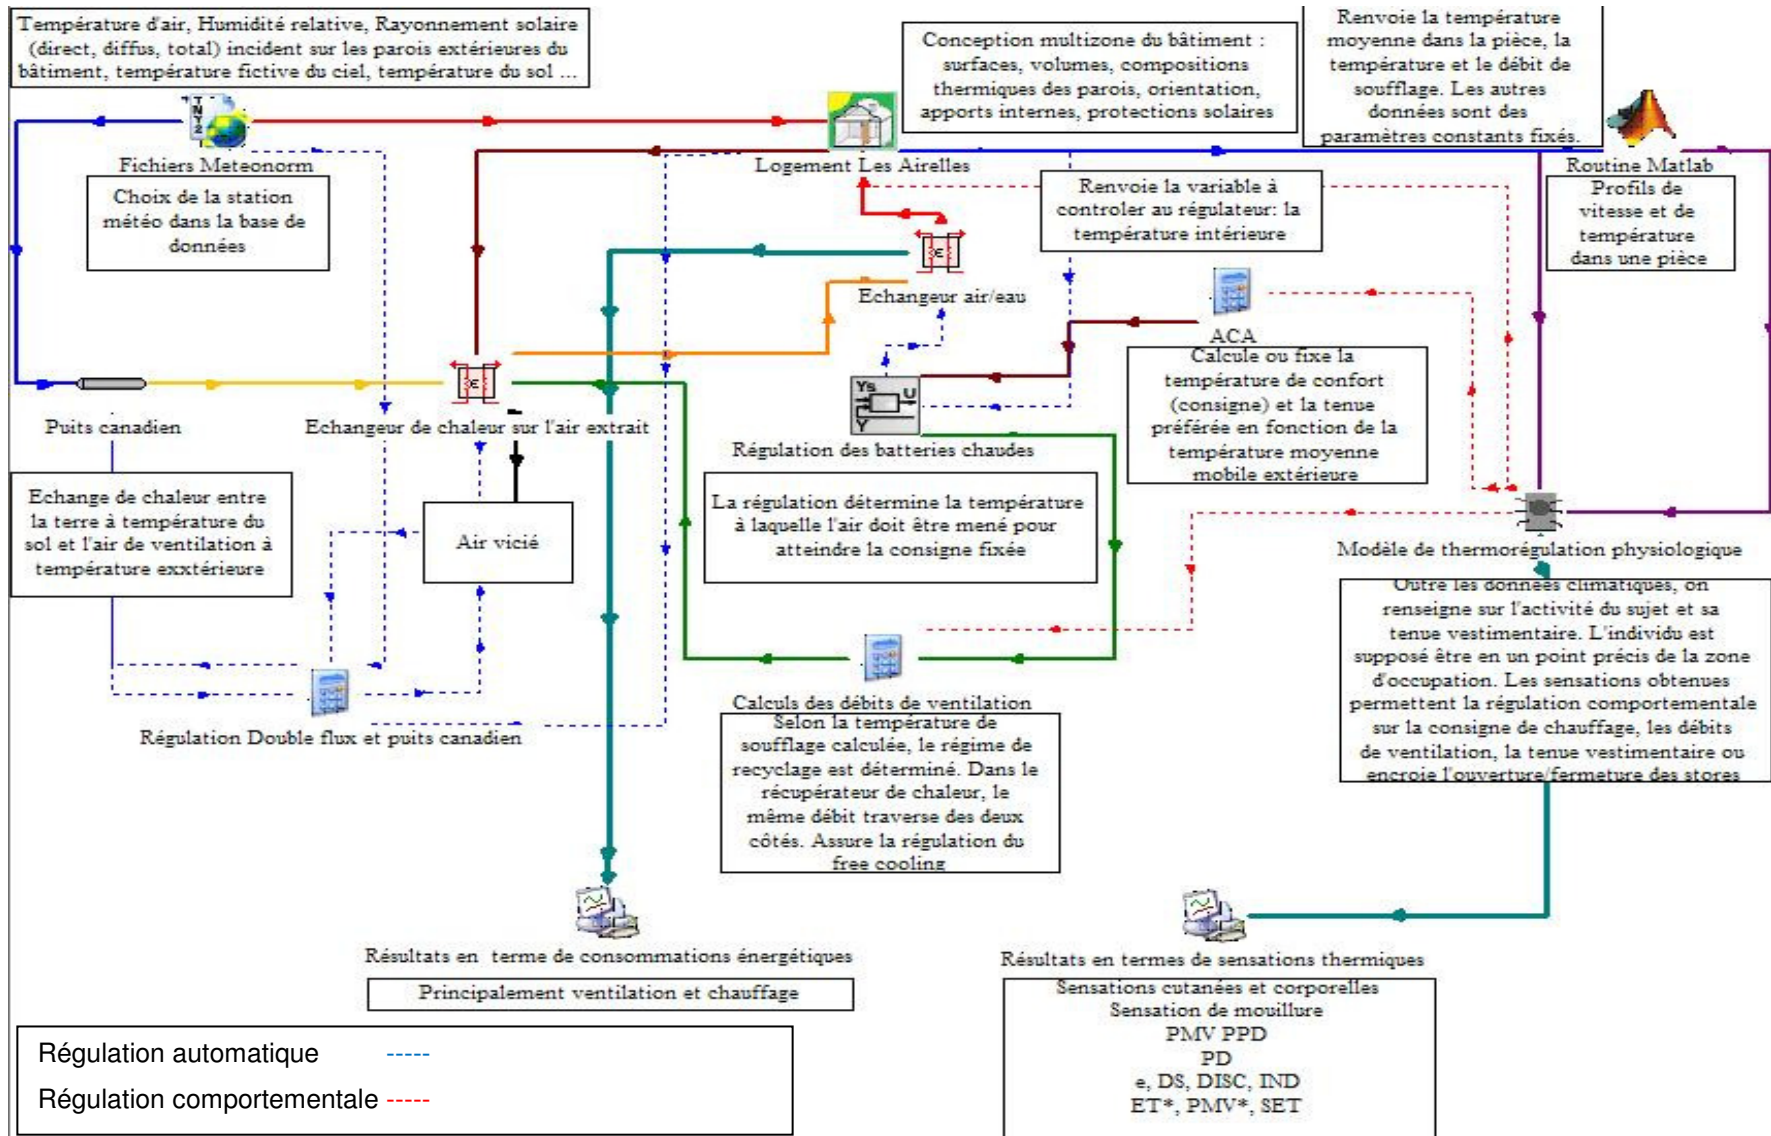 Température d'air, Humidité relative, Rayonnement solaire
(direct, diffus, total) incident sur les parois extérieures du
bâtiment, température fictive du ciel, température du sol ...
Conception multizone du bâtiment :
surfaces, volumes, compositions
thermiques des parois, orientation,
apports internes, protections solaires
Renvoie la température
moyenne dans la pièce, la
température et le débit de
soufflage. Les autres
données sont des
paramètres constants fixés.
Fichiers Meteonorm
Logement Les Airelles
Routine Matlab
Choix de la station
météo dans la base de
données
Renvoie la variable à
controler au régulateur: la
température intérieure
Profils de
vitesse et de
température
dans une pièce
Echangeur air/eau
ACA
Calcule ou fixe la
température de confort
(consigne) et la tenue
préférée en fonction de la
température moyenne
mobile extérieure
Puits canadien
Echangeur de chaleur sur l'air extrait
Ys
U
Y
Régulation des batteries chaudes
Echange de chaleur entre
la terre à température du
sol et l'air de ventilation à
température exxtérieure
Air vicié
La régulation détermine la température
à laquelle l'air doit être mené pour
atteindre la consigne fixée
Modèle de thermorégulation physiologique
Outre les données climatiques, on
renseigne sur l'activité du sujet et sa
tenue vestimentaire. L'individu est
supposé être en un point précis de la zone
d'occupation. Les sensations obtenues
permettent la régulation comportementale
sur la consigne de chauffage, les débits
de ventilation, la tenue vestimentaire ou
encroie l'ouverture/fermeture des stores
Régulation Double flux et puits canadien
Calculs des débits de ventilation
Selon la température de
soufflage calculée, le régime de
recyclage est déterminé. Dans le
récupérateur de chaleur, le
même débit traverse des deux
côtés. Assure la régulation du
free cooling
Résultats en terme de consommations énergétiques
Principalement ventilation et chauffage
Résultats en termes de sensations thermiques
Sensations cutanées et corporelles
Sensation de mouillure
PMV PPD
PD
e, DS, DISC, IND
ET*, PMV*, SET
Régulation automatique
Régulation comportementale